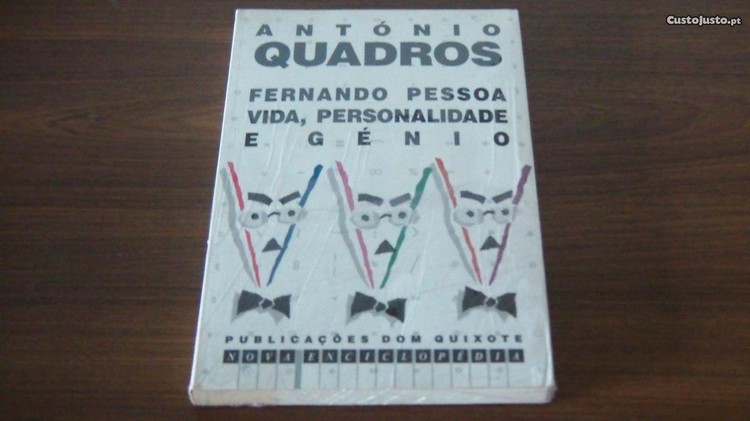 CustoJusto.pt
ANTÓNIO
QUADROS
FERNANDO PESSOA
VIDA, PERSONALIDADE
E GÉNIO
PUBLICAÇÕES DOM QUIXOTE
NOVA ENCICLOPÉDIA